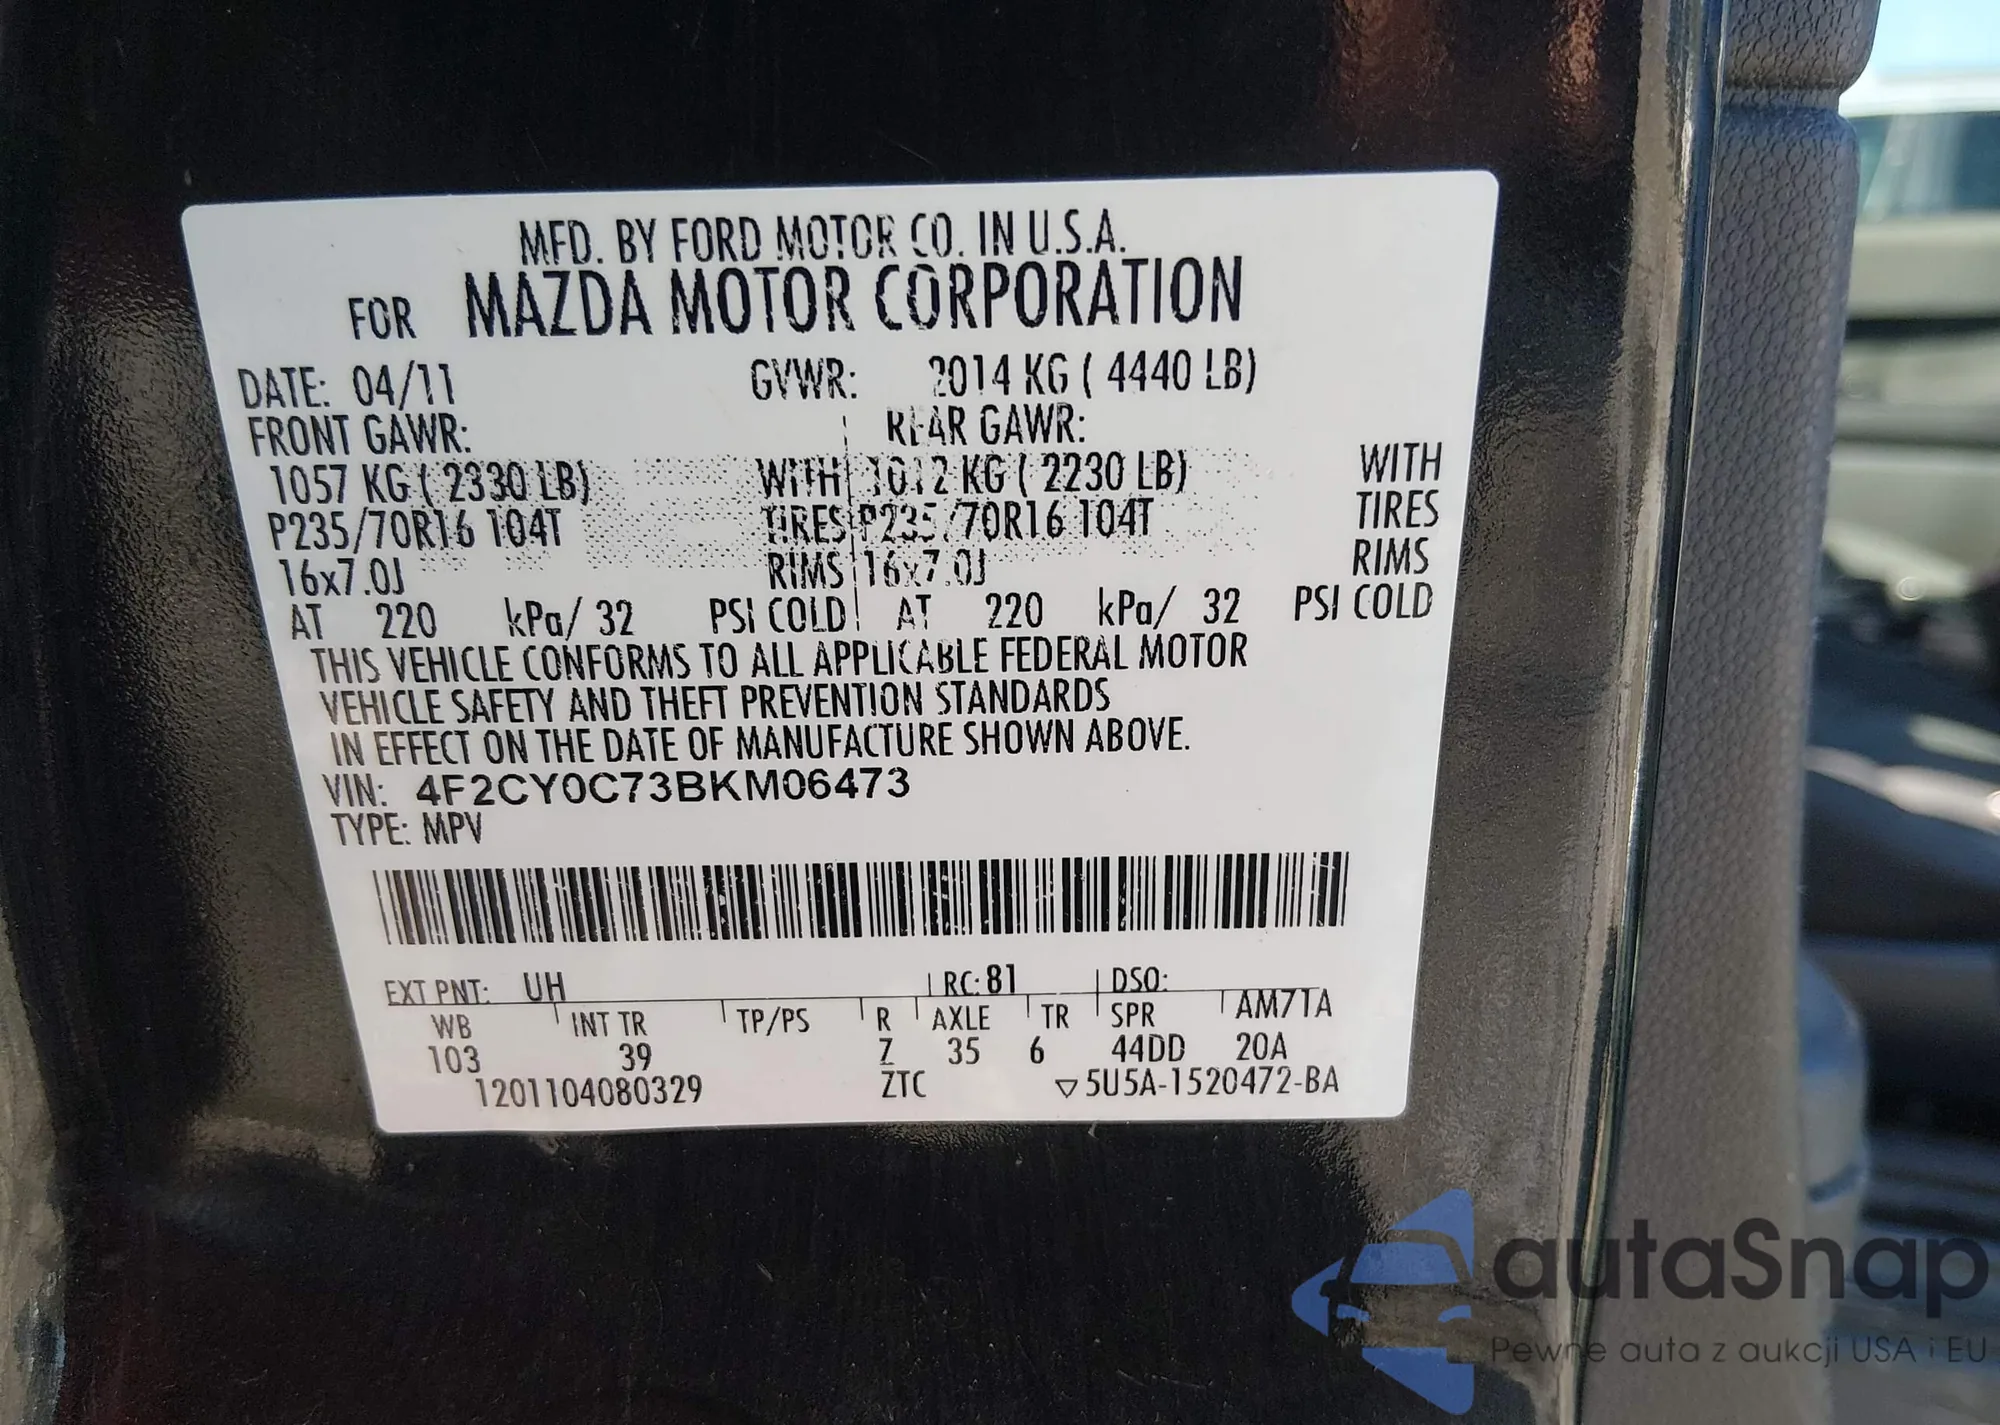 MFD. BY FORD MOTOR CO. IN U.S.A.
FOR MAZDA MOTOR CORPORATION
DATE: 04/11 GVWR: 2014 KG ( 4440 LB)
FRONT GAWR: REAR GAWR:
1057 KG ( 2330 LB) WITH 1012 KG ( 2230 LB) WITH
P235/70R16 104T TIRES P235/70R16 104T TIRES
16x7.0J RIMS 16x7.0J RIMS
AT 220 kPa/ 32 PSI COLD AT 220 kPa/ 32 PSI COLD
THIS VEHICLE CONFORMS TO ALL APPLICABLE FEDERAL MOTOR
VEHICLE SAFETY AND THEFT PREVENTION STANDARDS
IN EFFECT ON THE DATE OF MANUFACTURE SHOWN ABOVE.
VIN: 4F2CY0C73BKM06473
TYPE: MPV
EXT PNT: UH RC: 81 DSO:
WB INT TR TP/PS R AXLE TR SPR AM7TA
103 39 Z 35 6 44DD 20A
1201104080329 ZTC ▽5U5A-1520472-BA
autaSnap
Pewne auta z aukcji USA i EU